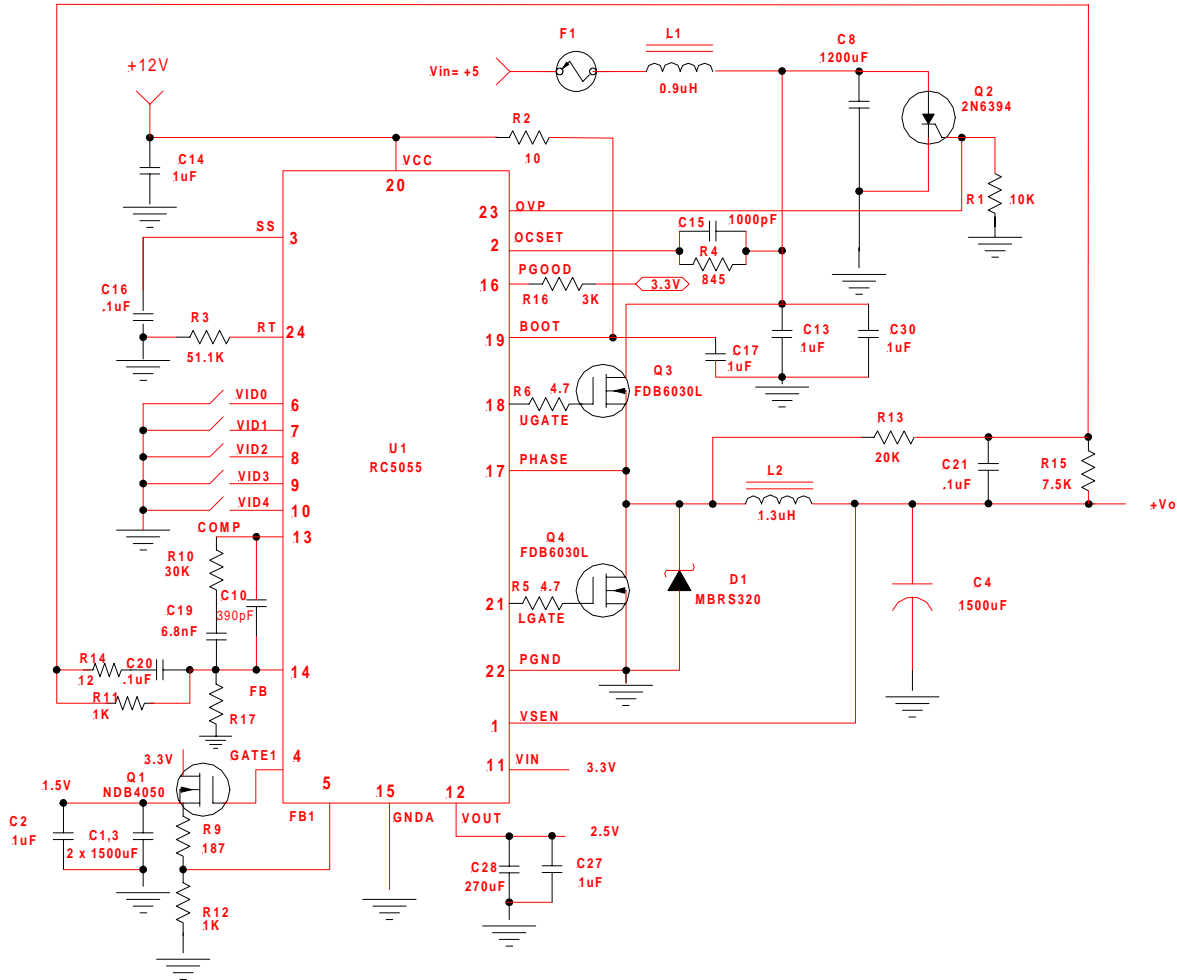 F1
L1
C8
1200uF
+12V
Vin= +5
0.9uH
Q2
2N6394
R2
10
C14
.1uF
VCC
20
R1
10K
23
OVP
C15
1000pF
SS
3
2
OCSET
R4
845
16
PGOOD
R16
3K
3.3V
C16
.1uF
R3
51.1K
RT
24
19
BOOT
C17
.1uF
C13
.1uF
C30
.1uF
Q3
FDB6030L
VID0
6
18
R6
4.7
UGATE
VID1
7
VID2
8
VID3
9
VID4
10
U1
RC5055
17
PHASE
R13
20K
C21
.1uF
R15
7.5K
L2
1.3uH
+Vo
COMP
13
R10
30K
C10
390pF
C19
6.8nF
Q4
FDB6030L
21
R5
4.7
LGATE
D1
MBRS320
C4
1500uF
R14
12
C20
.1uF
14
FB
R11
1K
R17
22
PGND
1
VSEN
3.3V
GATE1
4
11
VIN
3.3V
Q1
NDB4050
1.5V
C2
.1uF
C1,3
2 x 1500uF
R9
187
5
FB1
15
GNDA
12
VOUT
2.5V
C28
270uF
C27
.1uF
R12
1K